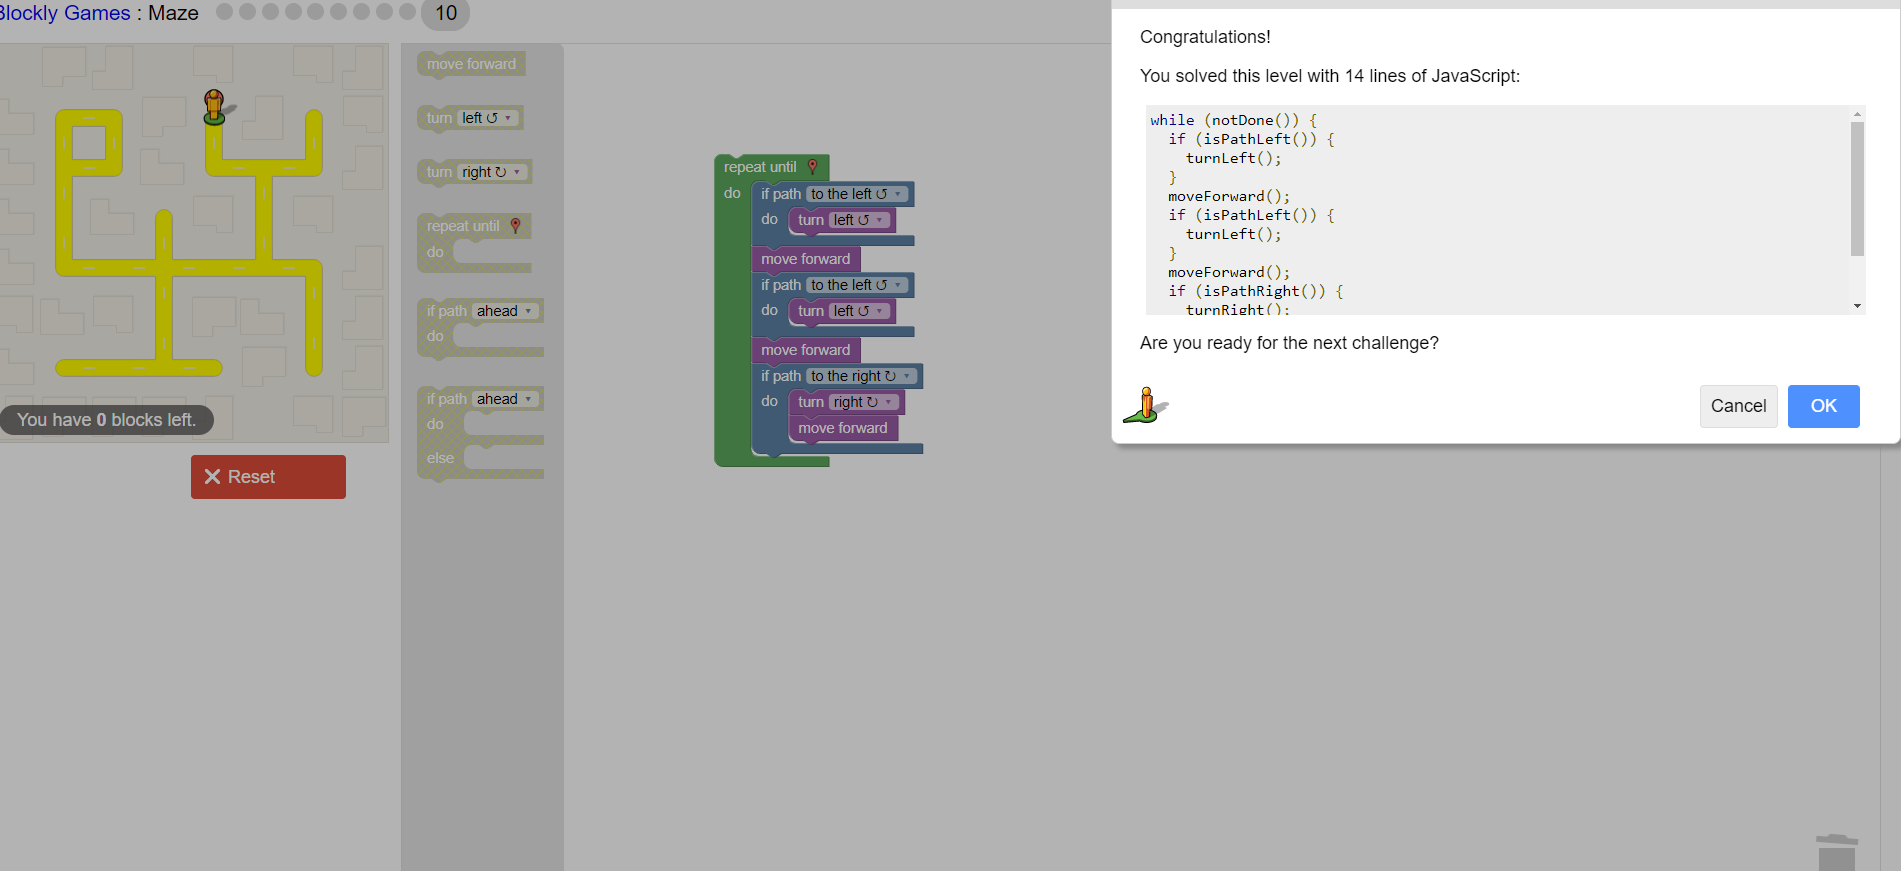 Blockly Games : Maze 10
move forward
turn left ↺ ▾
turn right ↻ ▾
repeat until
do
if path ahead ▾
do
if path ahead ▾
do
else
You have 0 blocks left.
Reset
repeat until
do if path to the left ↺ ▾
do turn left ↺ ▾
move forward
if path to the left ↺ ▾
do turn left ↺ ▾
move forward
if path to the right ↻ ▾
do turn right ↻ ▾
move forward
Congratulations!
You solved this level with 14 lines of JavaScript:
while (notDone()) {
  if (isPathLeft()) {
    turnLeft();
  }
  moveForward();
  if (isPathLeft()) {
    turnLeft();
  }
  moveForward();
  if (isPathRight()) {
    turnRight();
Are you ready for the next challenge?
Cancel OK